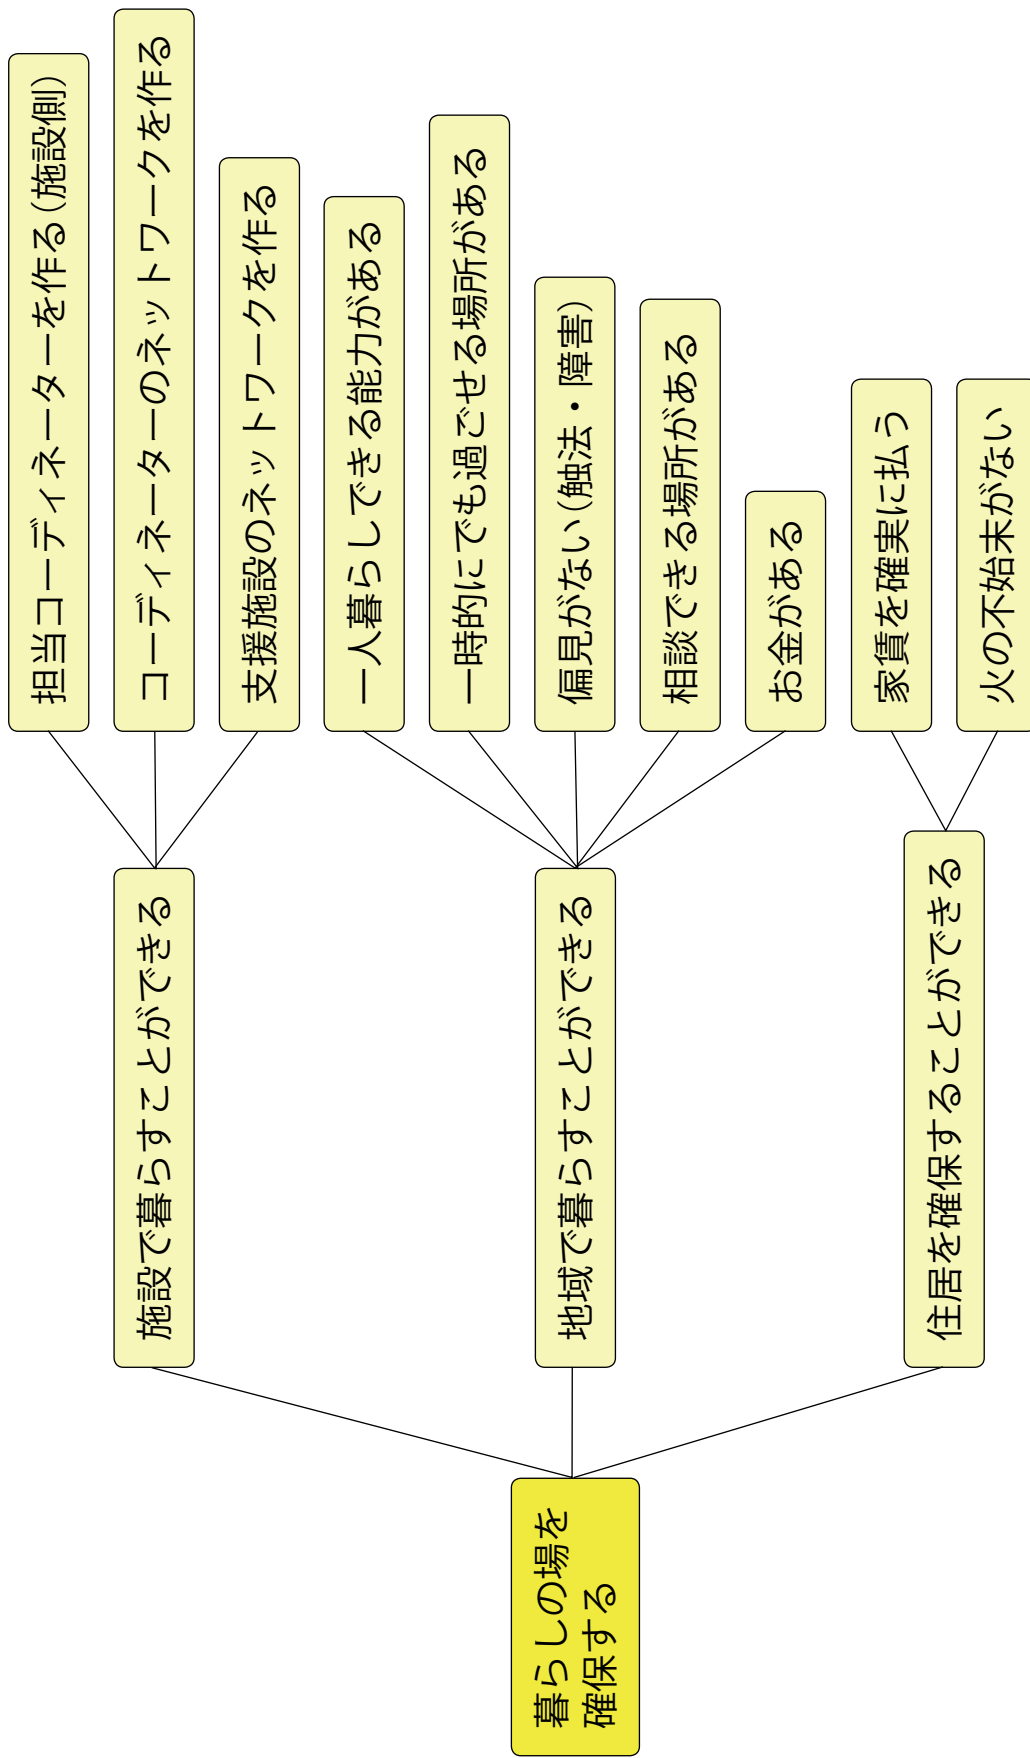 暮らしの場を
確保する
施設で暮らすことができる
担当コーディネーターを作る(施設側)
コーディネーターのネットワークを作る
支援施設のネットワークを作る
地域で暮らすことができる
一人暮らしできる能力がある
一時的にでも過ごせる場所がある
偏見がない(触法・障害)
相談できる場所がある
お金がある
住居を確保することができる
家賃を確実に払う
火の不始末がない